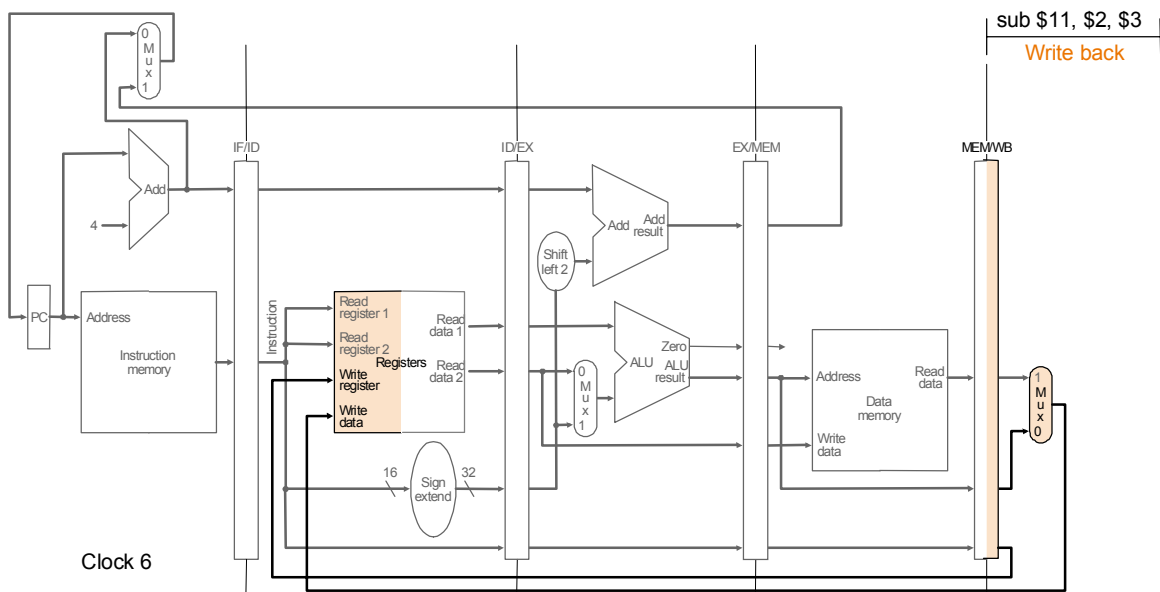 sub $11, $2, $3
Write back
0
M
u
x
1
IF/ID
ID/EX
EX/MEM
MEM/WB
Add
4
Add
Add
result
Shift
left 2
PC
Address
Instruction
memory
Instruction
Read
register 1
Read
register 2
Write
register
Write
data
Registers
Read
data 1
Read
data 2
0
M
u
x
1
Zero
ALU
ALU
result
Address
Read
data
Data
memory
Write
data
1
M
u
x
0
16
Sign
extend
32
Clock 6